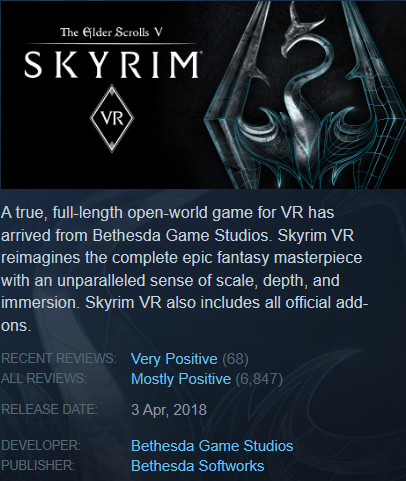 The Elder Scrolls V
SKYRIM®
VR
A true, full-length open-world game for VR has
arrived from Bethesda Game Studios. Skyrim VR
reimagines the complete epic fantasy masterpiece
with an unparalleled sense of scale, depth, and
immersion. Skyrim VR also includes all official add-
ons.
RECENT REVIEWS: Very Positive (68)
ALL REVIEWS: Mostly Positive (6,847)
RELEASE DATE: 3 Apr, 2018
DEVELOPER: Bethesda Game Studios
PUBLISHER: Bethesda Softworks